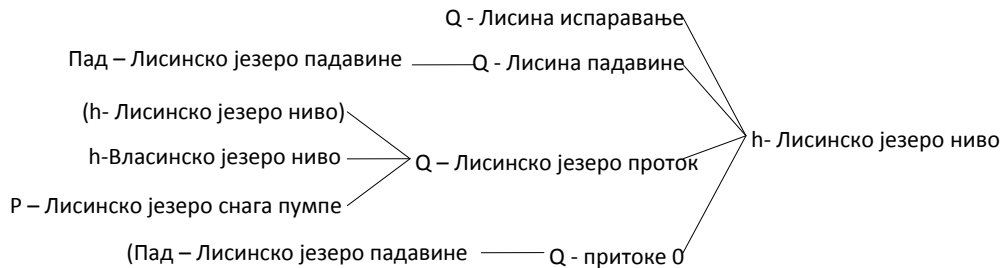 Q - Лисина испаравање
Пад – Лисинско језеро падавине
Q - Лисина падавине
(h- Лисинско језеро ниво)
h-Власинско језеро ниво
Q – Лисинско језеро проток
h- Лисинско језеро ниво
P – Лисинско језеро снага пумпе
(Пад – Лисинско језеро падавине
Q - притоке 0